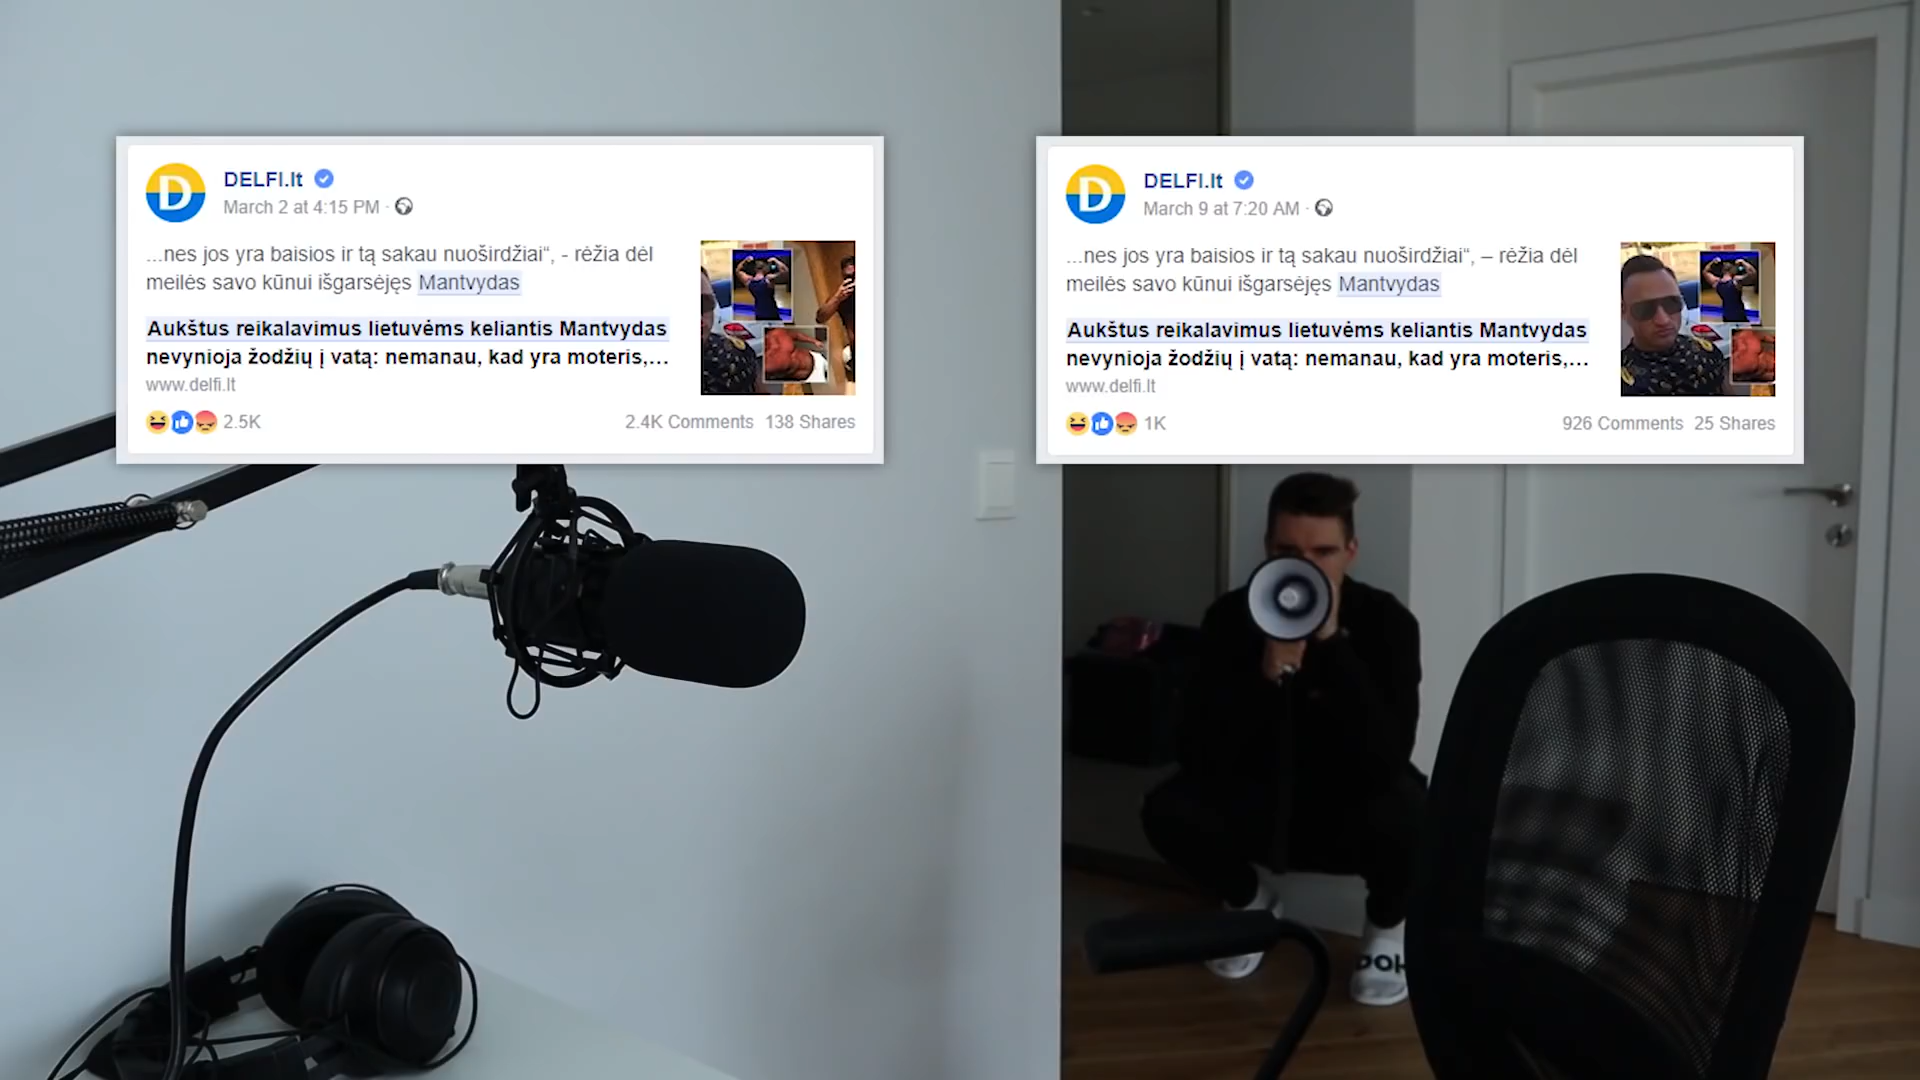 DELFI.lt
March 2 at 4:15 PM ·
...nes jos yra baisios ir tą sakau nuoširdžiai“, - rėžia dėl
meilės savo kūnui išgarsėjęs Mantvydas
Aukštus reikalavimus lietuvėms keliantis Mantvydas
nevynioja žodžių į vatą: nemanau, kad yra moteris,...
www.delfi.lt
2.5K 2.4K Comments 138 Shares
DELFI.lt
March 9 at 7:20 AM ·
...nes jos yra baisios ir tą sakau nuoširdžiai“, – rėžia dėl
meilės savo kūnui išgarsėjęs Mantvydas
Aukštus reikalavimus lietuvėms keliantis Mantvydas
nevynioja žodžių į vatą: nemanau, kad yra moteris,...
www.delfi.lt
1K 926 Comments 25 Shares